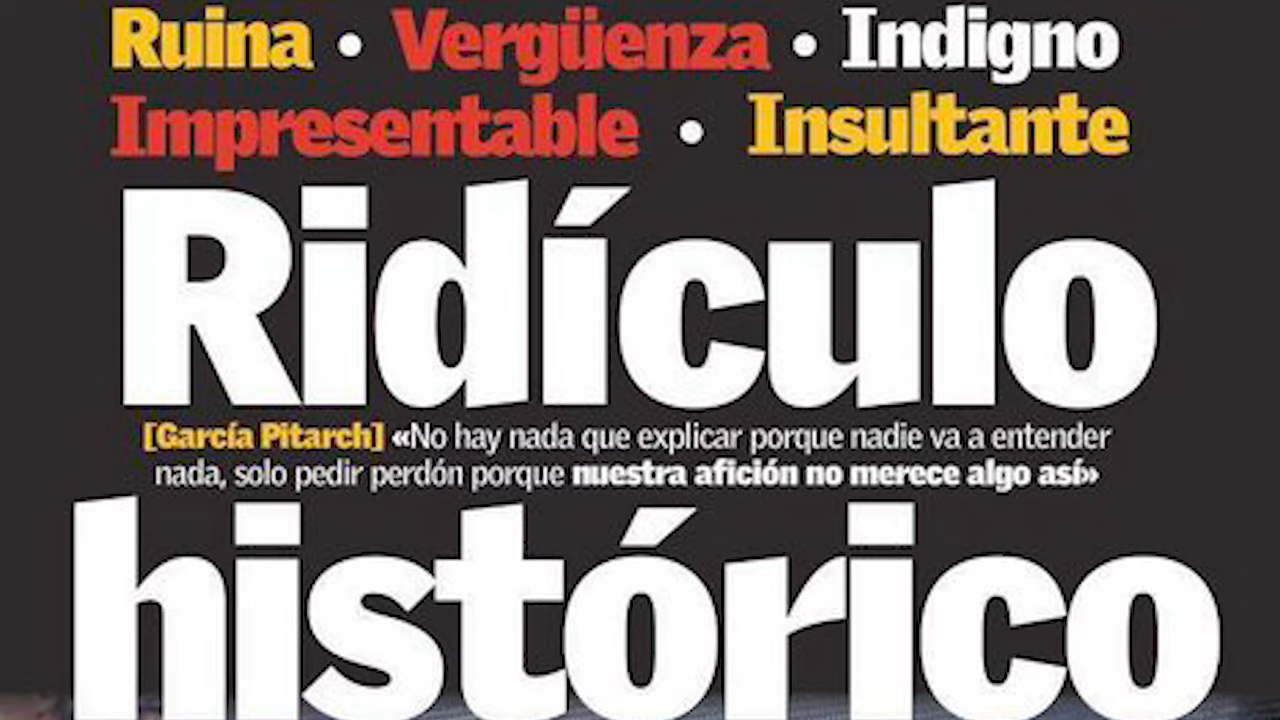 Ruina • Vergüenza • Indigno
Impresentable • Insultante
Ridículo
[García Pitarch] «No hay nada que explicar porque nadie va a entender
nada, solo pedir perdón porque nuestra afición no merece algo así»
histórico